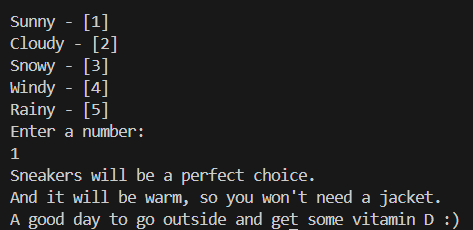 Sunny - [1]
Cloudy - [2]
Snowy - [3]
Windy - [4]
Rainy - [5]
Enter a number:
1
Sneakers will be a perfect choice.
And it will be warm, so you won't need a jacket.
A good day to go outside and get some vitamin D :)